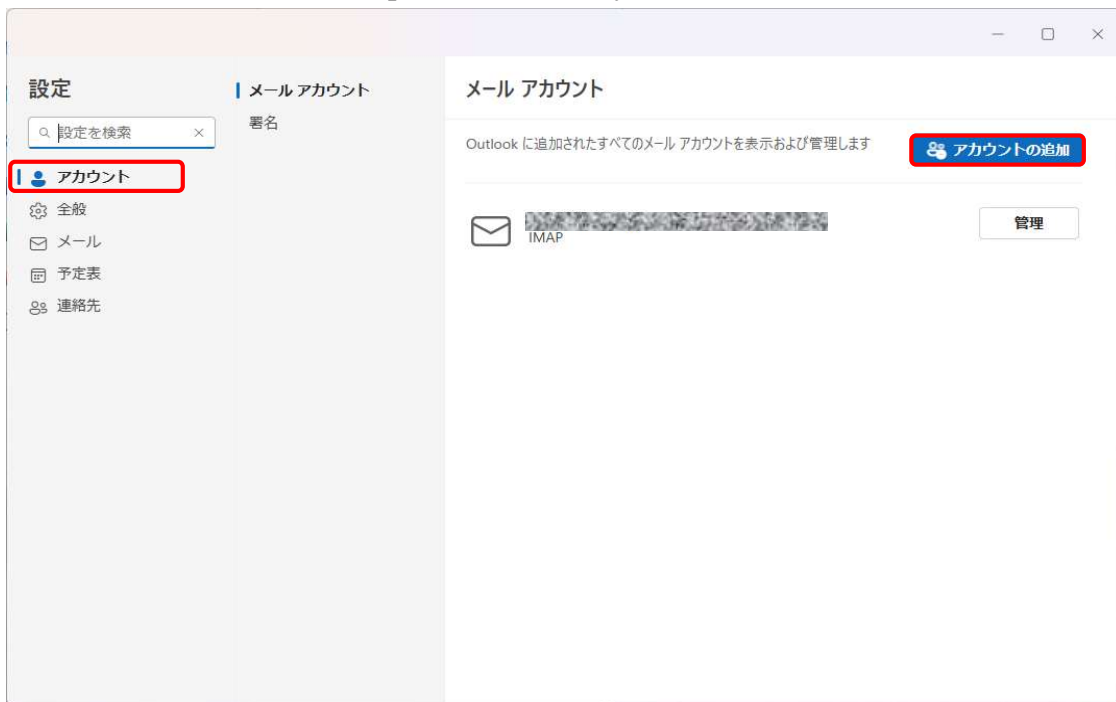 設定
設定を検索
アカウント
全般
メール
予定表
連絡先
メール アカウント
署名
メール アカウント
Outlook に追加されたすべてのメール アカウントを表示および管理します
アカウントの追加
IMAP
管理